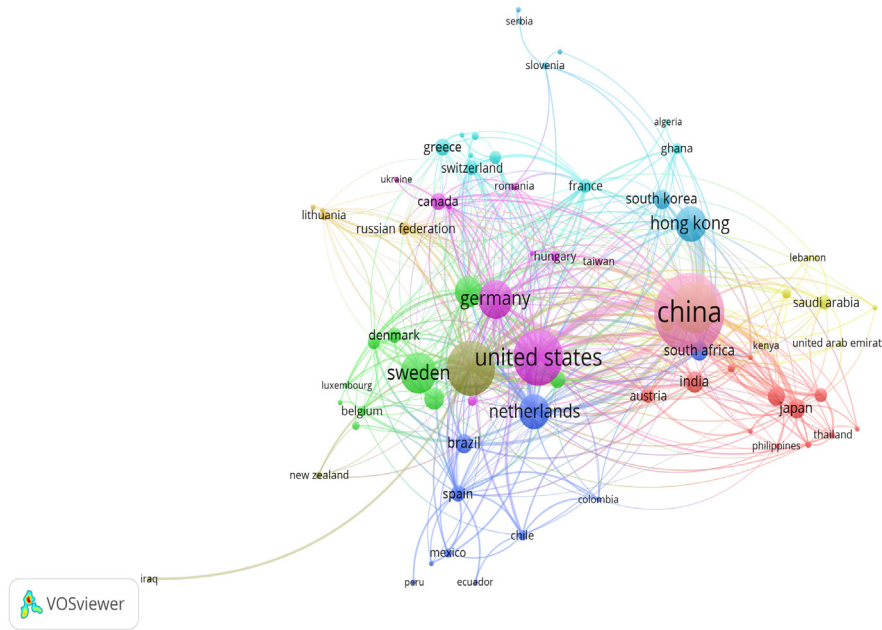 serbia
slovenia
algeria
greece
ghana
switzerland
ukraine
romania
france
canada
south korea
lithuania
hong kong
russian federation
hungary
taiwan
lebanon
germany
saudi arabia
china
denmark
united arab emirat
kenya
south africa
united states
sweden
luxembourg
india
austria
belgium
netherlands
japan
thailand
brazil
philippines
new zealand
spain
colombia
chile
mexico
iraq
peru
ecuador
VOSviewer